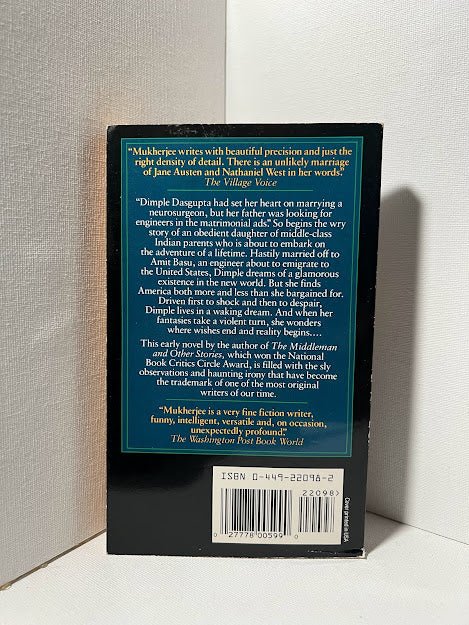 “Mukherjee writes with beautiful precision and just the
right density of detail. There is an unlikely marriage
of Jane Austen and Nathaniel West in her words.”
The Village Voice
“Dimple Dasgupta had set her heart on marrying a
neurosurgeon, but her father was looking for
engineers in the matrimonial ads.” So begins the wry
story of an obedient daughter of middle-class
Indian parents who is about to embark on
the adventure of a lifetime. Hastily married off to
Amit Basu, an engineer about to emigrate to
the United States, Dimple dreams of a glamorous
existence in the new world. But she finds
America both more and less than she bargained for.
Driven first to shock and then to despair,
Dimple lives in a waking dream. And when her
fantasies take a violent turn, she wonders
where wishes end and reality begins....
This early novel by the author of The Middleman
and Other Stories, which won the National
Book Critics Circle Award, is filled with the sly
observations and haunting irony that have become
the trademark of one of the most original
writers of our time.
“Mukherjee is a very fine fiction writer,
funny, intelligent, versatile and, on occasion,
unexpectedly profound.”
The Washington Post Book World
ISBN 0-449-22098-2
22098>
0 27778 00599 0
Cover printed in USA